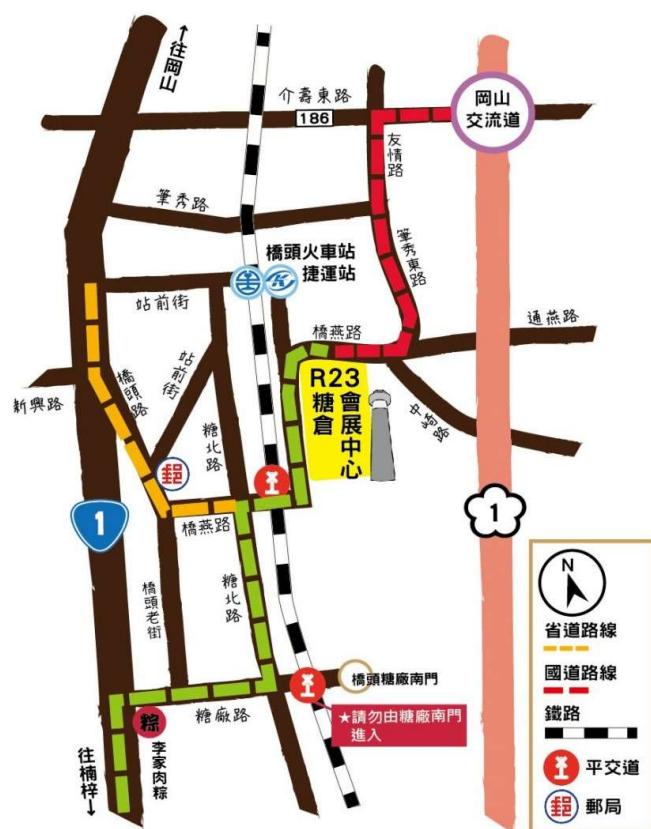 ↑往岡山
介壽東路
186
岡山
交流道
友情路
筆秀路
筆秀東路
橋頭火車站
捷運站
站前街
站前街
橋燕路
通燕路
新興路
橋頭路
糖北路
R23
糖倉
會展中心
中崎路
郵
1
1
橋燕路
橋頭老街
糖北路
橋頭糖廠南門
★請勿由糖廠南門
進入
糖廠路
粽
李家肉粽
往楠梓↓
N
省道路線
國道路線
鐵路
平交道
郵
郵局